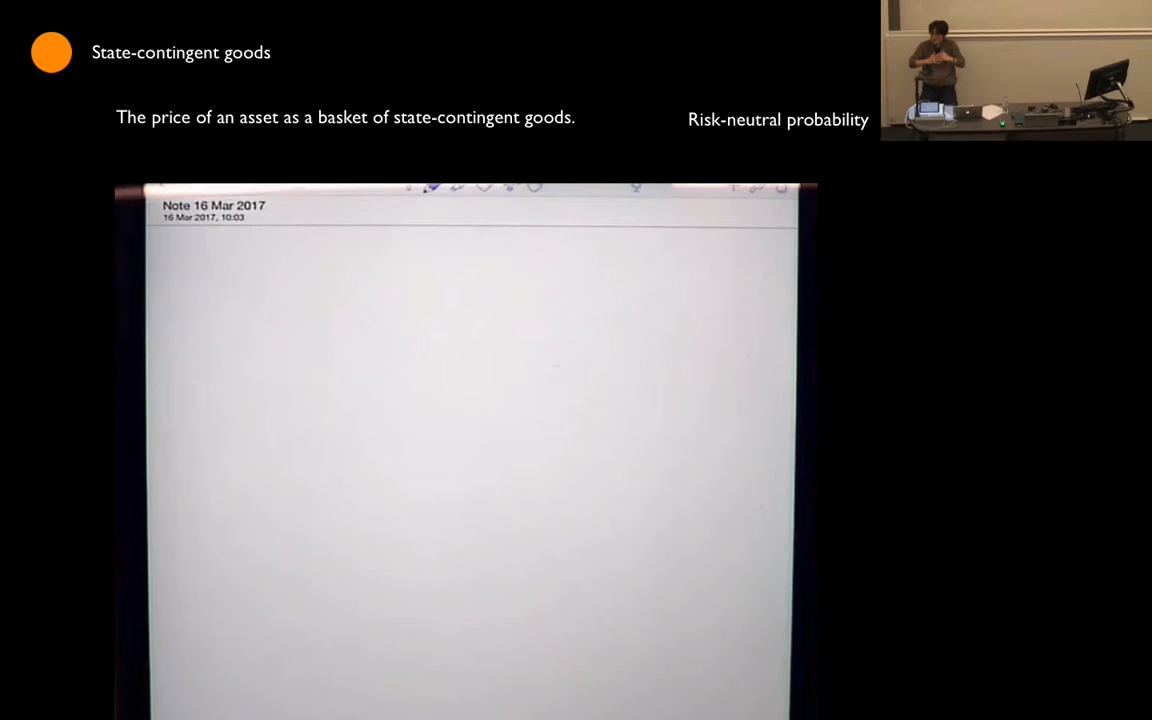 State-contingent goods
The price of an asset as a basket of state-contingent goods.
Risk-neutral probability
Note 16 Mar 2017
16 Mar 2017, 10:03